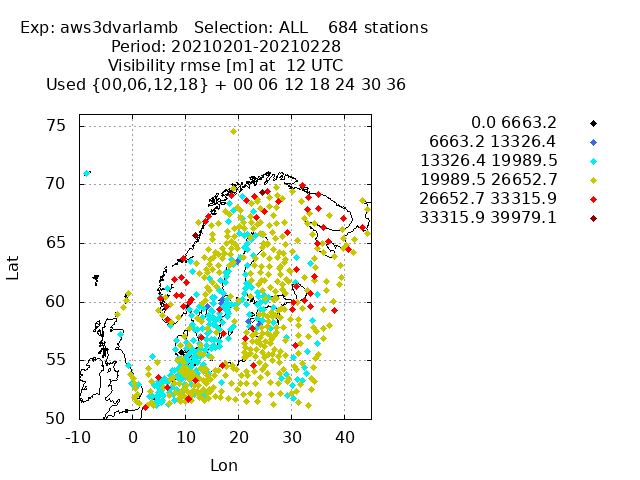 Exp: aws3dvarlamb   Selection: ALL    684 stations
Period: 20210201-20210228
Visibility rmse [m] at  12 UTC
Used {00,06,12,18} + 00 06 12 18 24 30 36
0.0 6663.2
6663.2 13326.4
13326.4 19989.5
19989.5 26652.7
26652.7 33315.9
33315.9 39979.1
75
70
65
60
55
50
Lat
-10 0 10 20 30 40
Lon